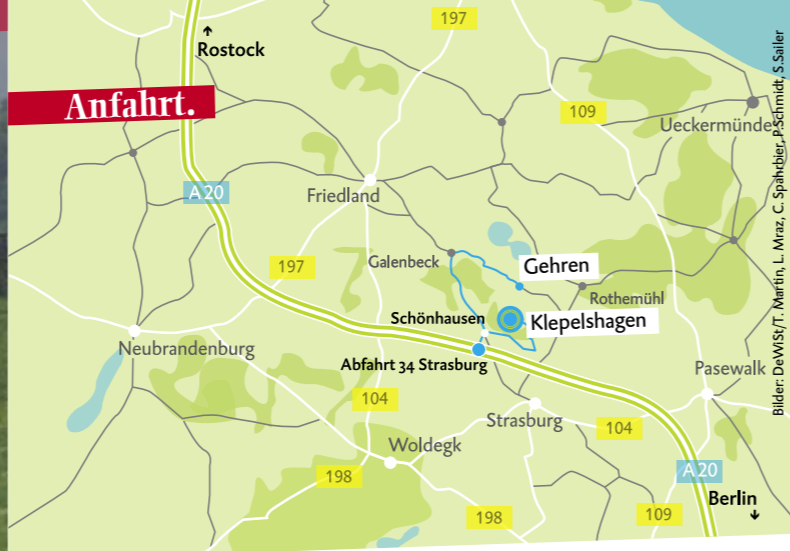 197
Rostock
Anfahrt.
109
Ueckermünde
A 20
Friedland
Galenbeck
Gehren
197
Rothemühl
Schönhausen
Klepelshagen
Neubrandenburg
Abfahrt 34 Strasburg
Pasewalk
104
Strasburg
104
Woldegk
198
A 20
Berlin
198
109
Bilder: DeWiSt/T. Martin, L. Mraz, C. Spahrbier, P. Schmidt, S.Sailer